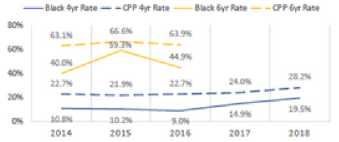 Black 4yr Rate CPP 4yr Rate Black 6yr Rate CPP 6yr Rate
80%
63.1% 66.6% 63.9%
60%
59.3%
40% 40.0% 44.9%
22.7% 21.9% 22.7% 24.0% 28.2%
20%
10.8% 10.2% 9.0% 14.9% 19.5%
0%
2014 2015 2016 2017 2018